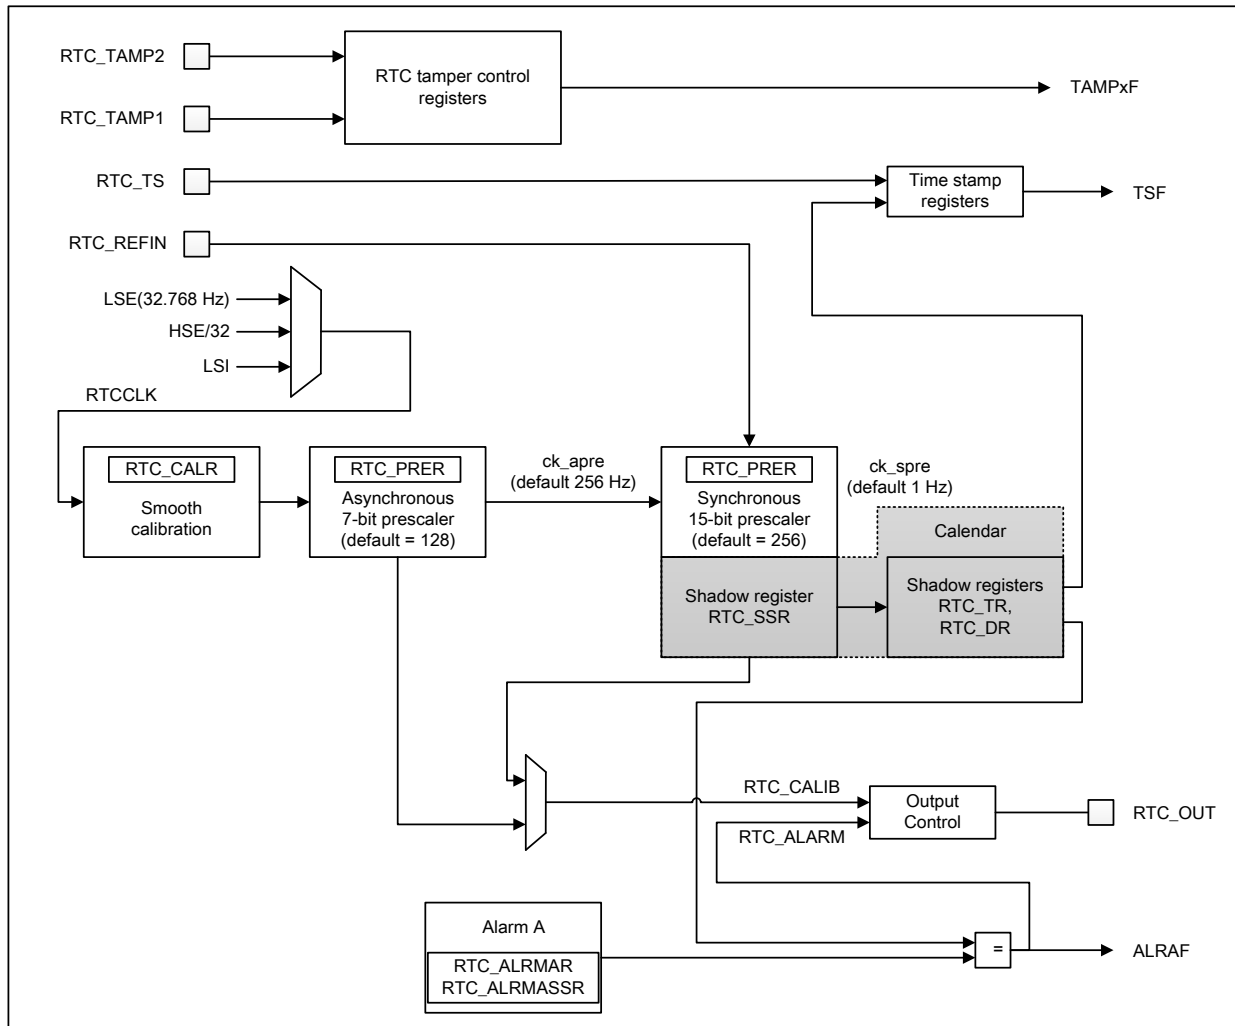 RTC_TAMP2
RTC tamper control
registers
TAMPxF
RTC_TAMP1
RTC_TS
Time stamp
registers
TSF
RTC_REFIN
LSE(32.768 Hz)
HSE/32
LSI
RTCCLK
RTC_CALR
Smooth
calibration
RTC_PRER
Asynchronous
7-bit prescaler
(default = 128)
ck_apre
(default 256 Hz)
RTC_PRER
Synchronous
15-bit prescaler
(default = 256)
ck_spre
(default 1 Hz)
Calendar
Shadow register
RTC_SSR
Shadow registers
RTC_TR,
RTC_DR
RTC_CALIB
Output
Control
RTC_OUT
RTC_ALARM
Alarm A
RTC_ALRMAR
RTC_ALRMASSR
=
ALRAF